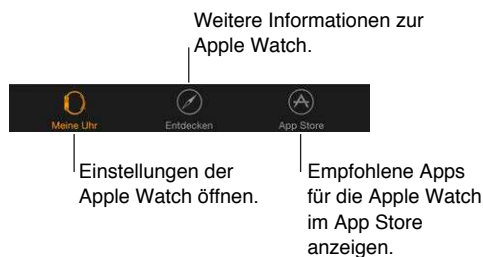 Weitere Informationen zur
Apple Watch.
Meine Uhr
Entdecken
App Store
Einstellungen der
Apple Watch öffnen.
Empfohlene Apps
für die Apple Watch
im App Store
anzeigen.